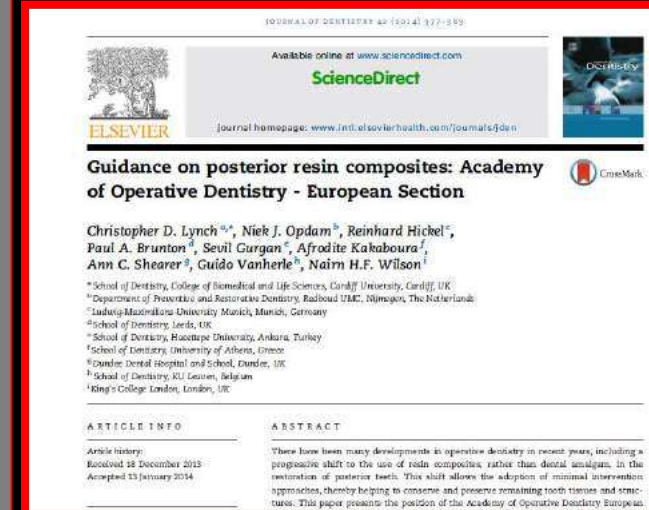 JOURNAL OF DENTISTRY 42 (2014) 377–383
Available online at www.sciencedirect.com
ScienceDirect
journal homepage: www.intl.elsevierhealth.com/journals/jden
ELSEVIER
Dentistry
Guidance on posterior resin composites: Academy
of Operative Dentistry - European Section
CrossMark
Christopher D. Lynch a,*, Niek J. Opdam b, Reinhard Hickel c,
Paul A. Brunton d, Sevil Gurgan e, Afrodite Kakaboura f,
Ann C. Shearer g, Guido Vanherle h, Nairn H.F. Wilson i
a School of Dentistry, College of Biomedical and Life Sciences, Cardiff University, Cardiff, UK
b Department of Preventive and Restorative Dentistry, Radboud UMC, Nijmegen, The Netherlands
c Ludwig-Maximilians-University Munich, Munich, Germany
d School of Dentistry, Leeds, UK
e School of Dentistry, Hacettepe University, Ankara, Turkey
f School of Dentistry, University of Athens, Greece
g Dundee Dental Hospital and School, Dundee, UK
h School of Dentistry, KU Leuven, Belgium
i King's College London, London, UK
ARTICLE INFO
Article history:
Received 18 December 2013
Accepted 13 January 2014
ABSTRACT
There have been many developments in operative dentistry in recent years, including a
progressive shift to the use of resin composites, rather than dental amalgam, in the
restoration of posterior teeth. This shift allows the adoption of minimal intervention
approaches, thereby helping to conserve and preserve remaining tooth tissues and struc-
tures. This paper presents the position of the Academy of Operative Dentistry European